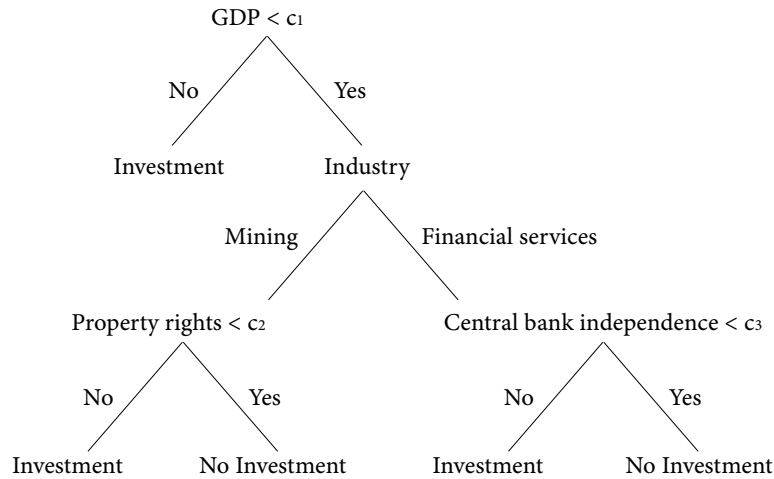 GDP < c₁
No Yes
Investment Industry
Mining Financial services
Property rights < c₂ Central bank independence < c₃
No Yes No Yes
Investment No Investment Investment No Investment